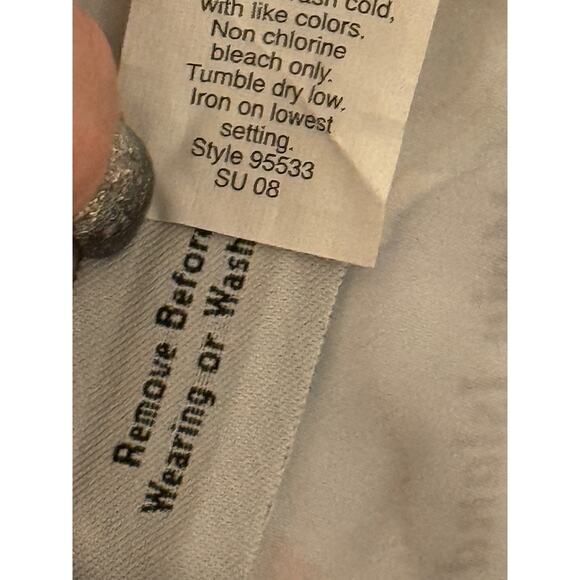 cold,
with like colors.
Non chlorine
bleach only.
Tumble dry low.
Iron on lowest
setting.
Style 95533
SU 08
Remove Before
Wearing or Wash